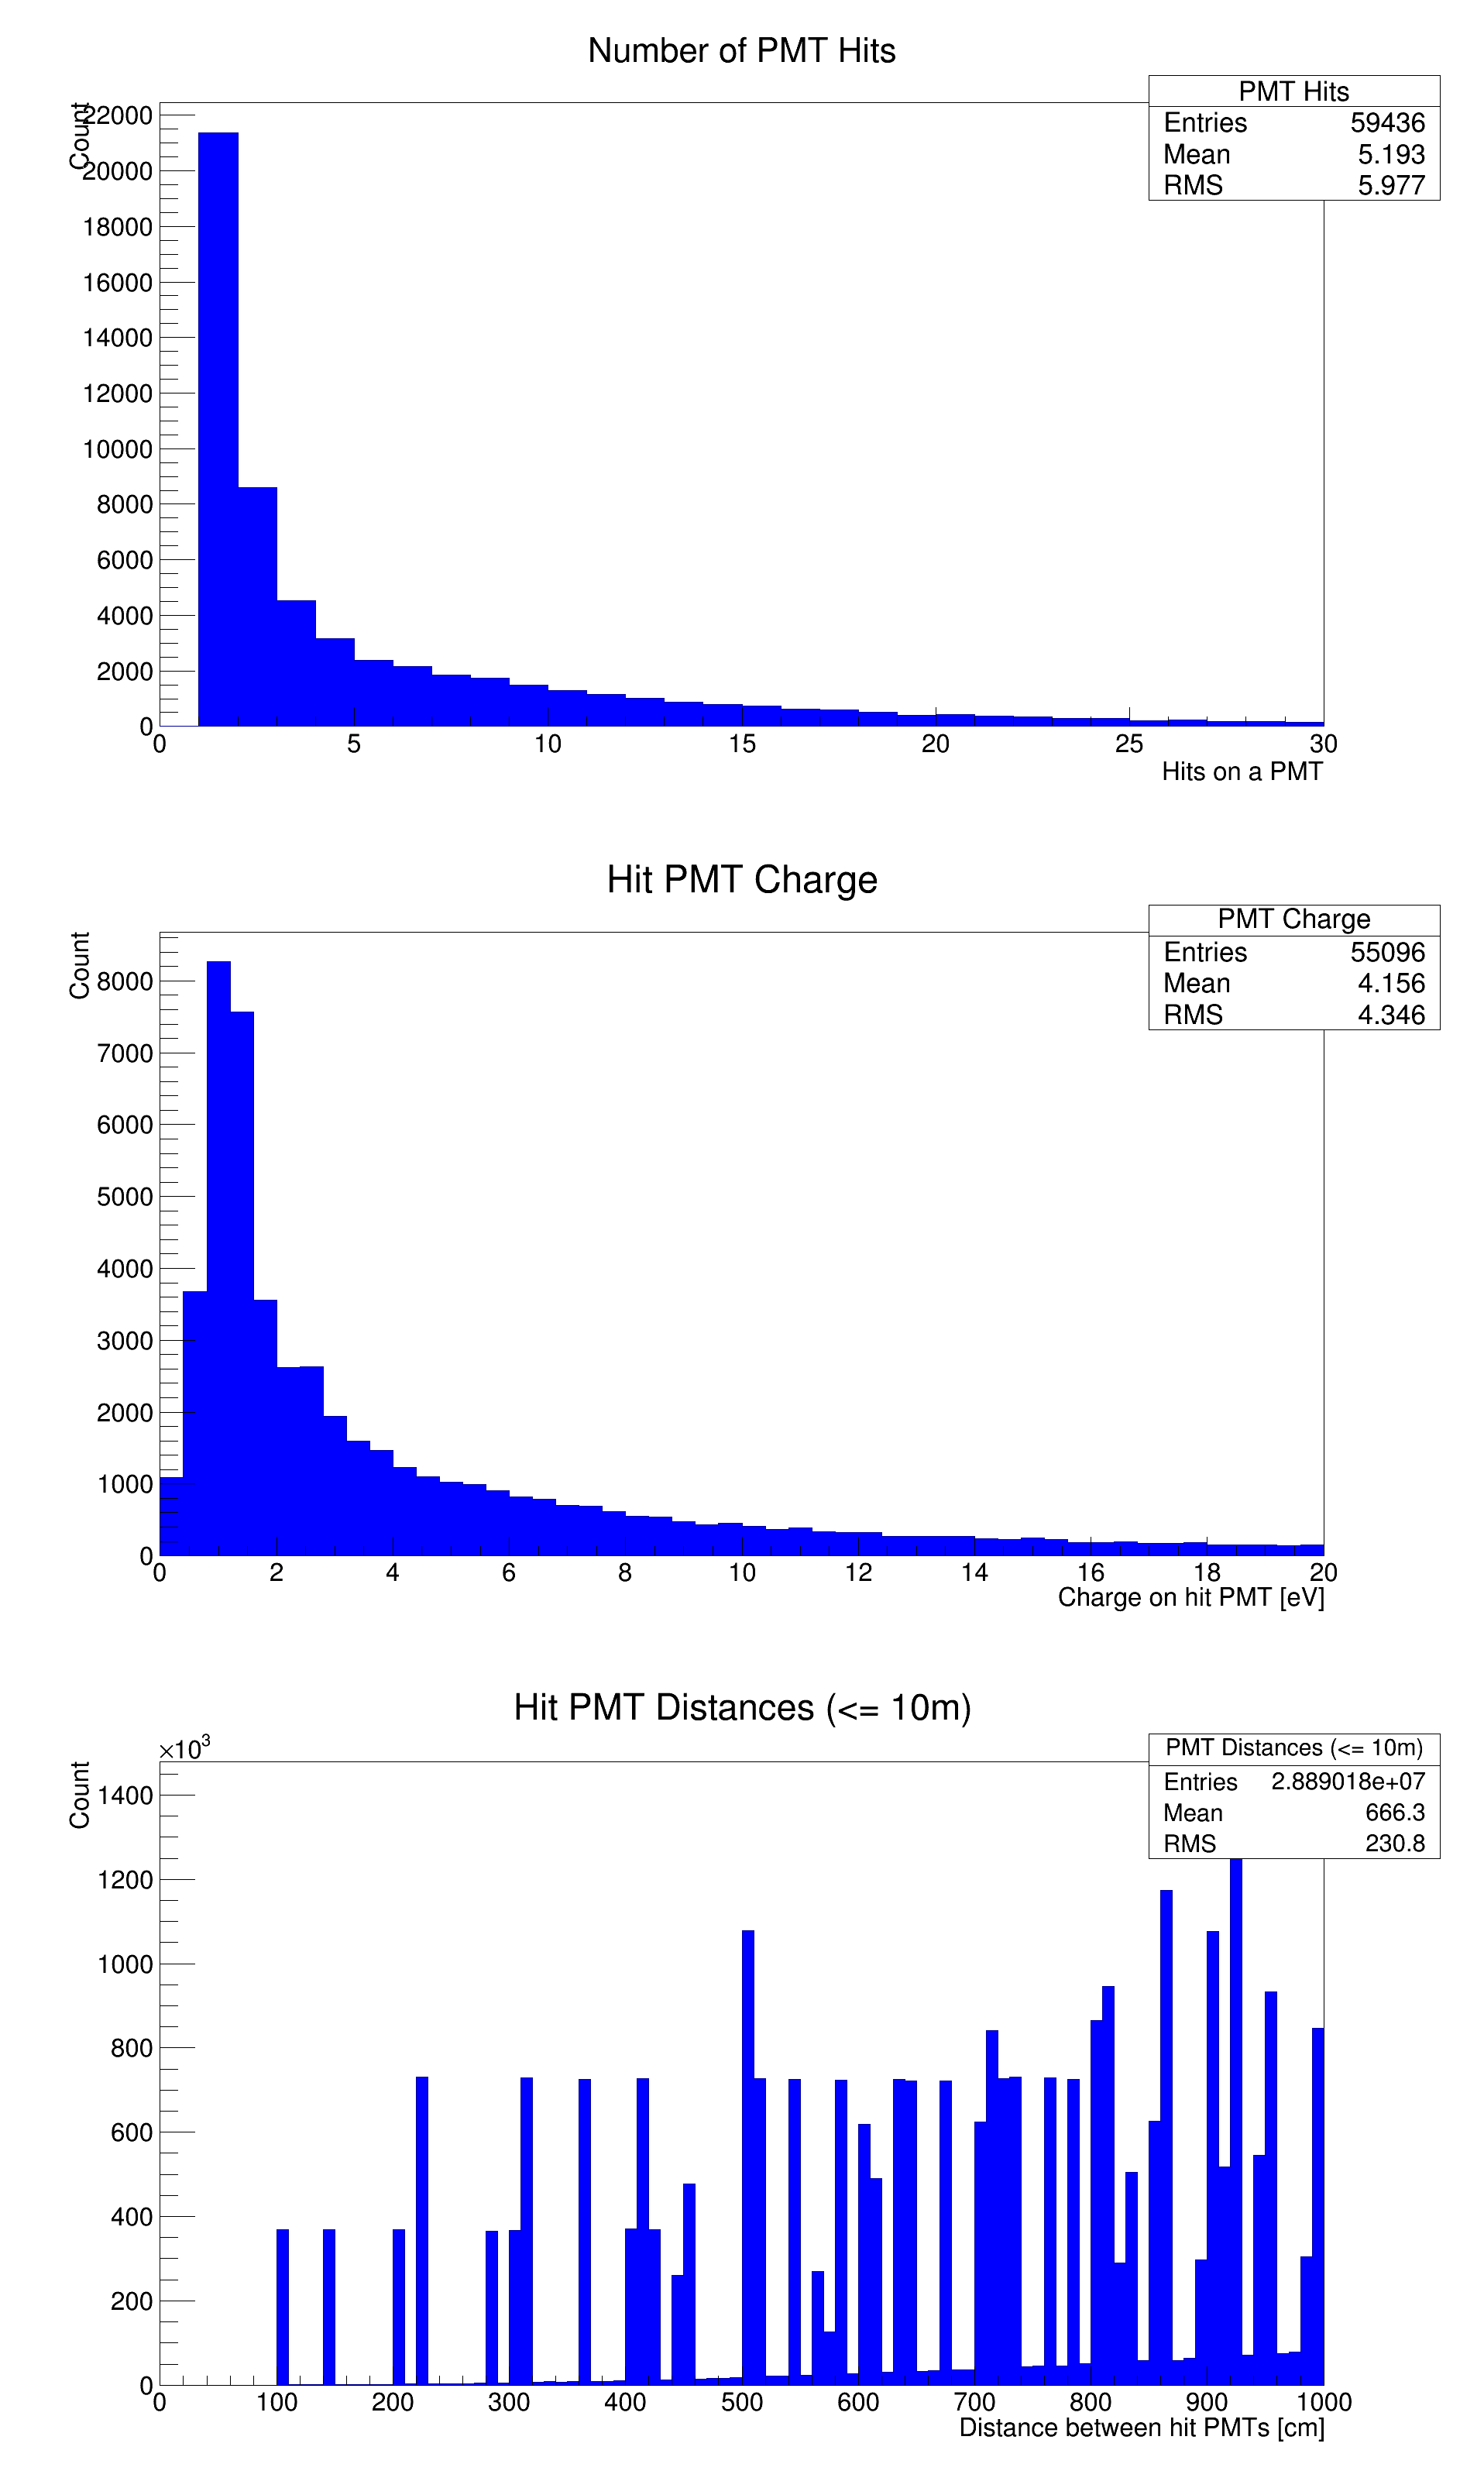 Number of PMT Hits
PMT Hits
Entries 59436
Mean 5.193
RMS 5.977
Count
22000
20000
18000
16000
14000
12000
10000
8000
6000
4000
2000
0
0 5 10 15 20 25 30
Hits on a PMT
Hit PMT Charge
PMT Charge
Entries 55096
Mean 4.156
RMS 4.346
Count
8000
7000
6000
5000
4000
3000
2000
1000
0
0 2 4 6 8 10 12 14 16 18 20
Charge on hit PMT [eV]
Hit PMT Distances (<= 10m)
×10³
PMT Distances (<= 10m)
Entries 2.889018e+07
Mean 666.3
RMS 230.8
Count
1400
1200
1000
800
600
400
200
0
0 100 200 300 400 500 600 700 800 900 1000
Distance between hit PMTs [cm]